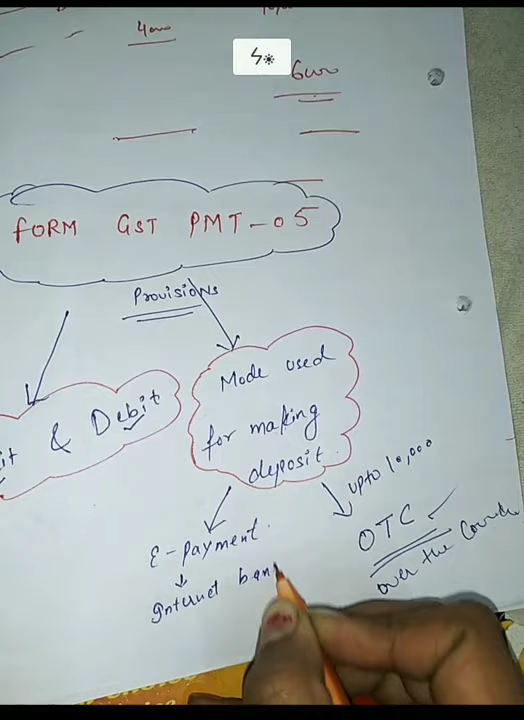 4000
6000
FORM GST PMT-05
Provisions
Mode used
for making
deposit.
it & Debit
upto 10,000
E-payment.
OTC
over the
Internet ban